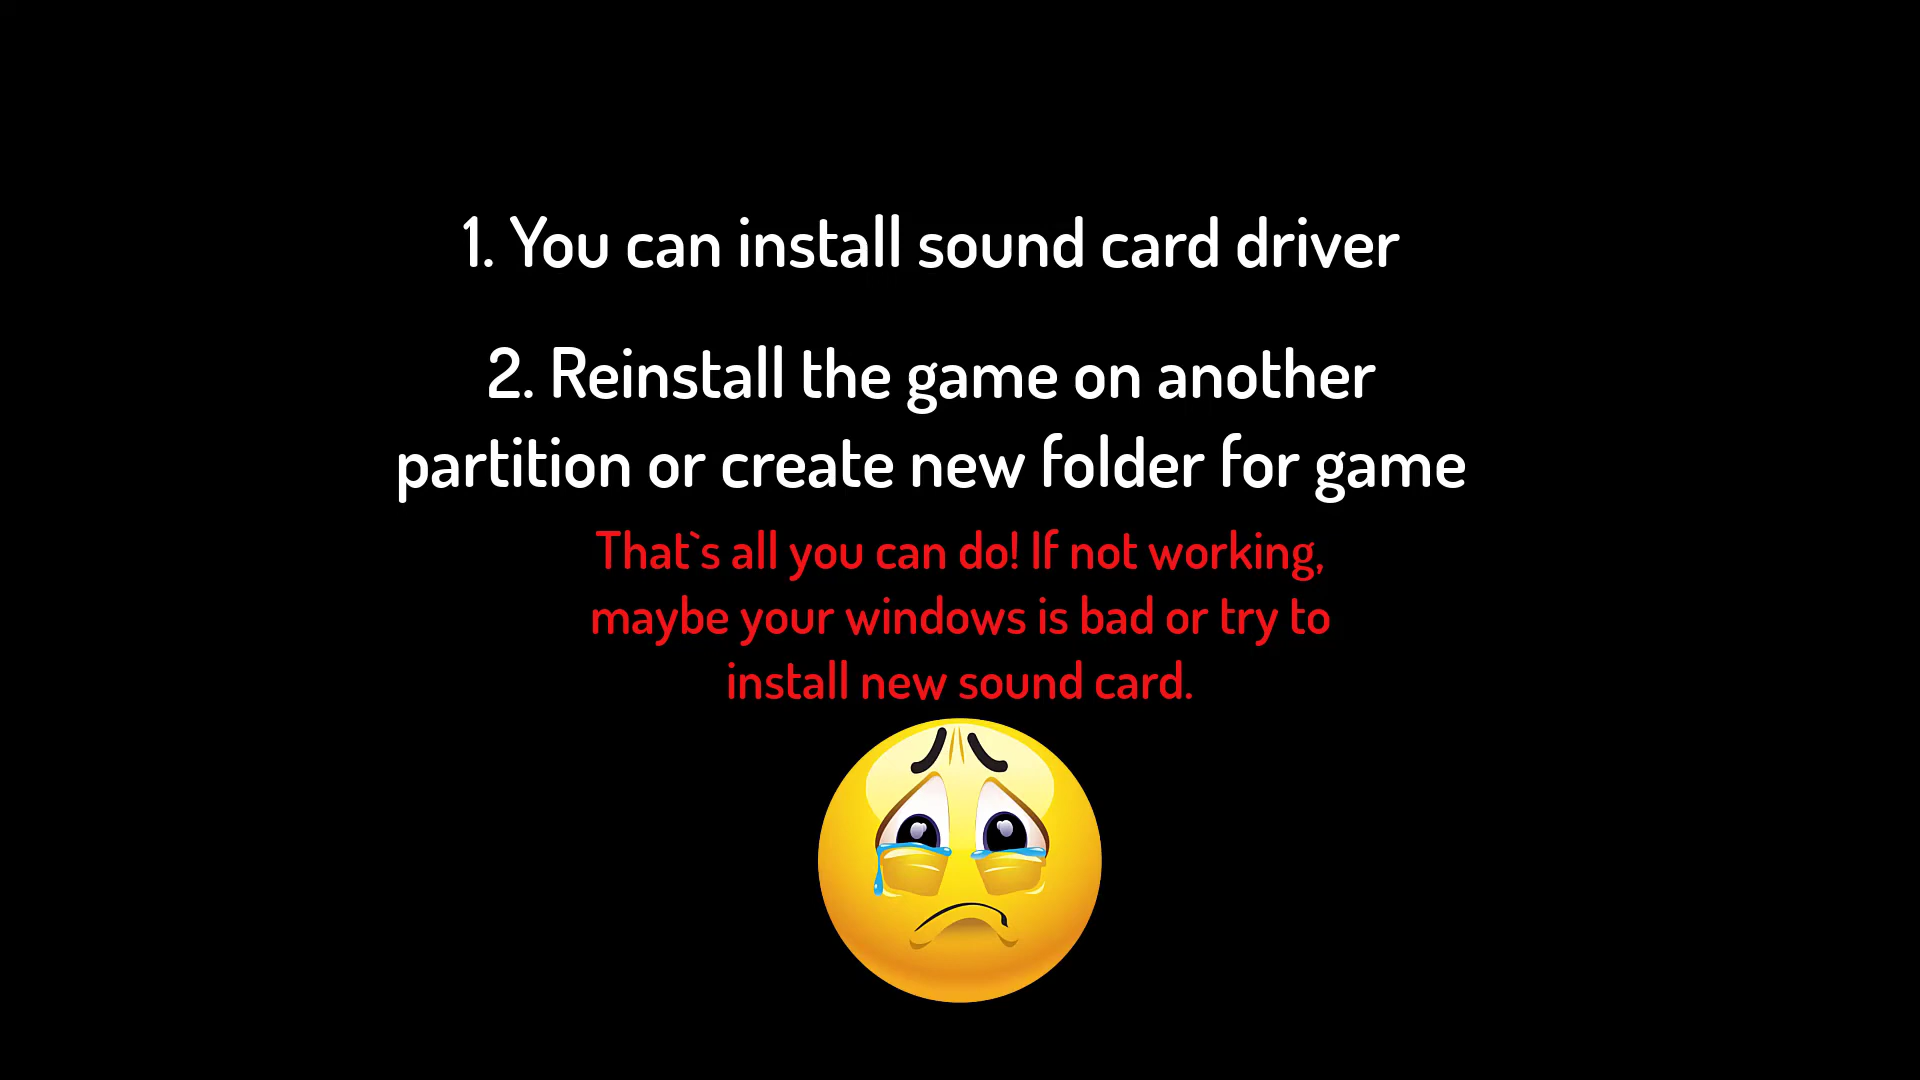 1. You can install sound card driver
2. Reinstall the game on another
partition or create new folder for game
That`s all you can do! If not working,
maybe your windows is bad or try to
install new sound card.